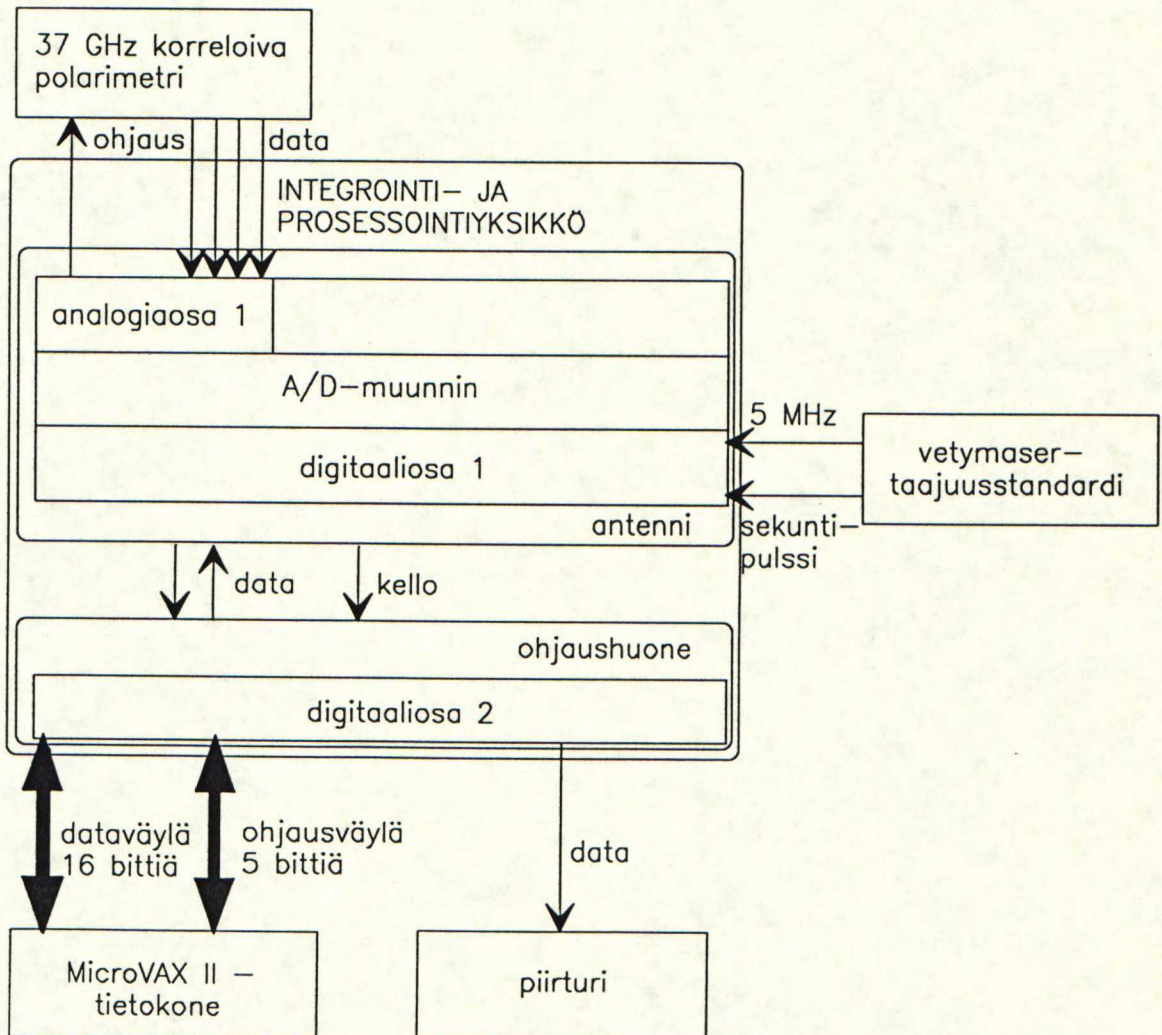 37 GHz korreloiva
polarimetri
ohjaus
data
INTEGROINTI– JA
PROSESSOINTIYKSIKKÖ
analogiaosa 1
A/D–muunnin
digitaaliosa 1
antenni
5 MHz
sekunti–
pulssi
vetymaser–
taajuusstandardi
data
kello
ohjaushuone
digitaaliosa 2
dataväylä
16 bittiä
ohjausväylä
5 bittiä
data
MicroVAX II –
tietokone
piirturi